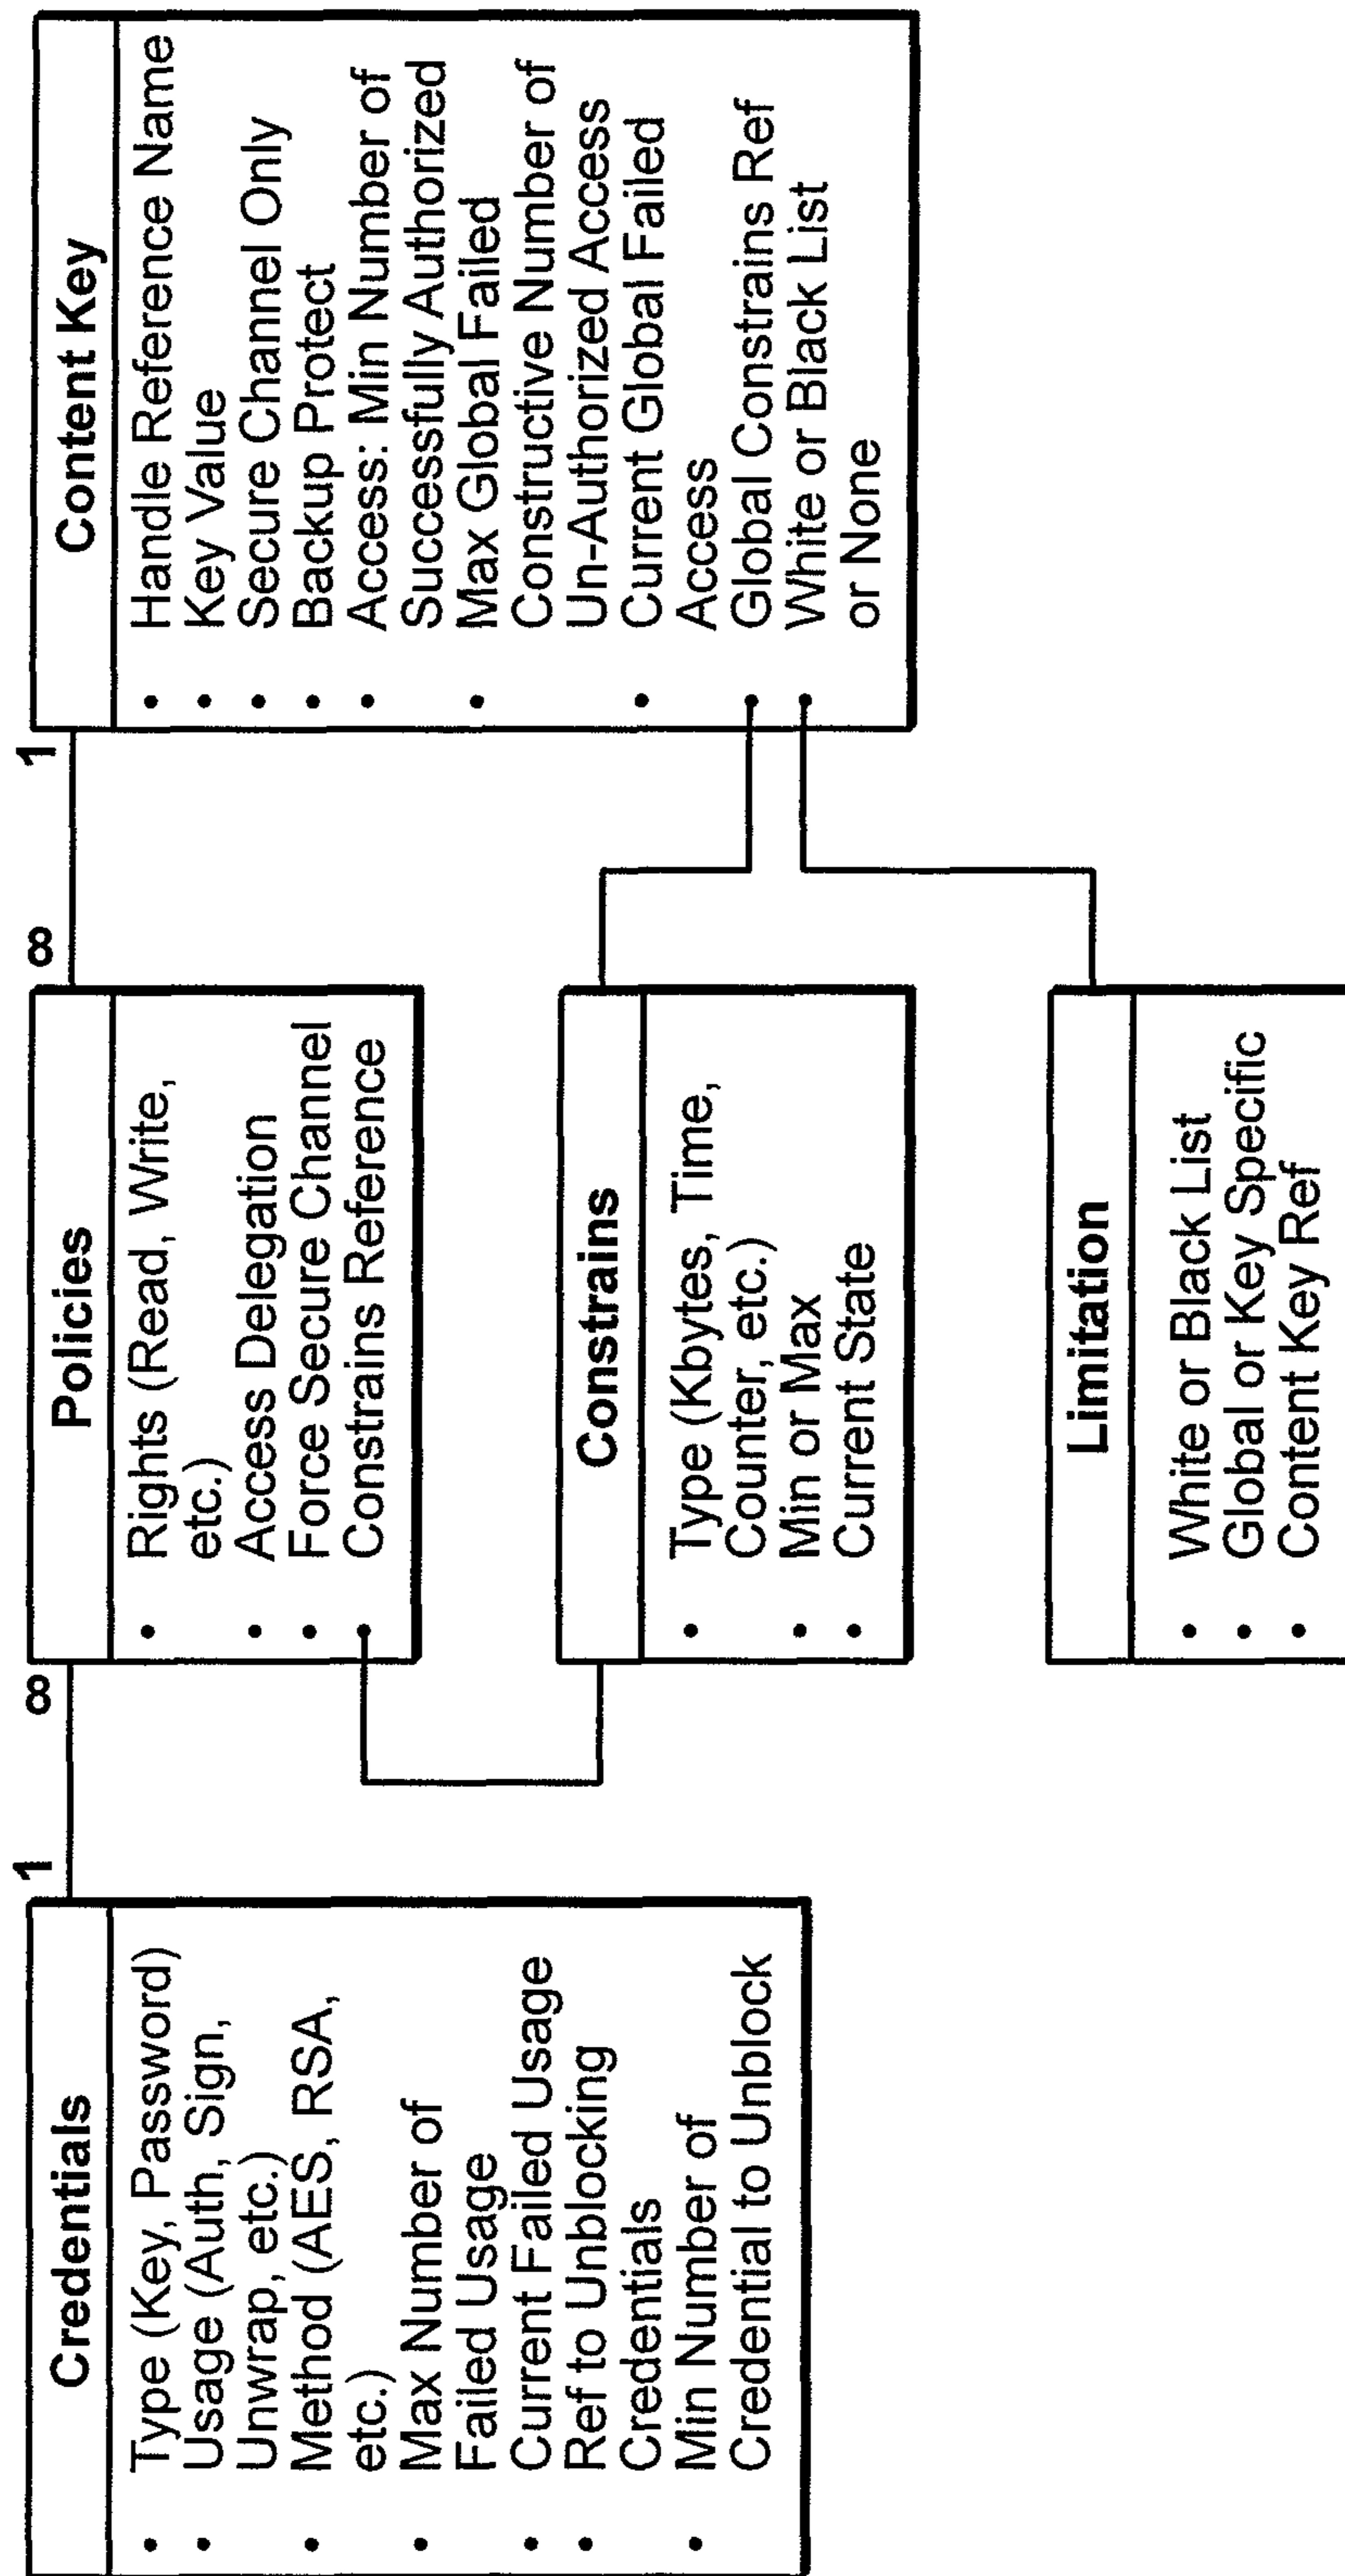 Credentials
• Type (Key, Password)
• Usage (Auth, Sign,
Unwrap, etc.)
• Method (AES, RSA,
etc.)
• Max Number of
Failed Usage
• Current Failed Usage
• Ref to Unblocking
Credentials
• Min Number of
Credential to Unblock
1
8
Policies
• Rights (Read, Write,
etc.)
• Access Delegation
• Force Secure Channel
• Constrains Reference
8
1
Constrains
• Type (Kbytes, Time,
Counter, etc.)
• Min or Max
• Current State
Limitation
• White or Black List
• Global or Key Specific
• Content Key Ref
Content Key
• Handle Reference Name
• Key Value
• Secure Channel Only
• Backup Protect
• Access: Min Number of
Successfully Authorized
• Max Global Failed
Constructive Number of
Un-Authorized Access
• Current Global Failed
Access
• Global Constrains Ref
• White or Black List
or None